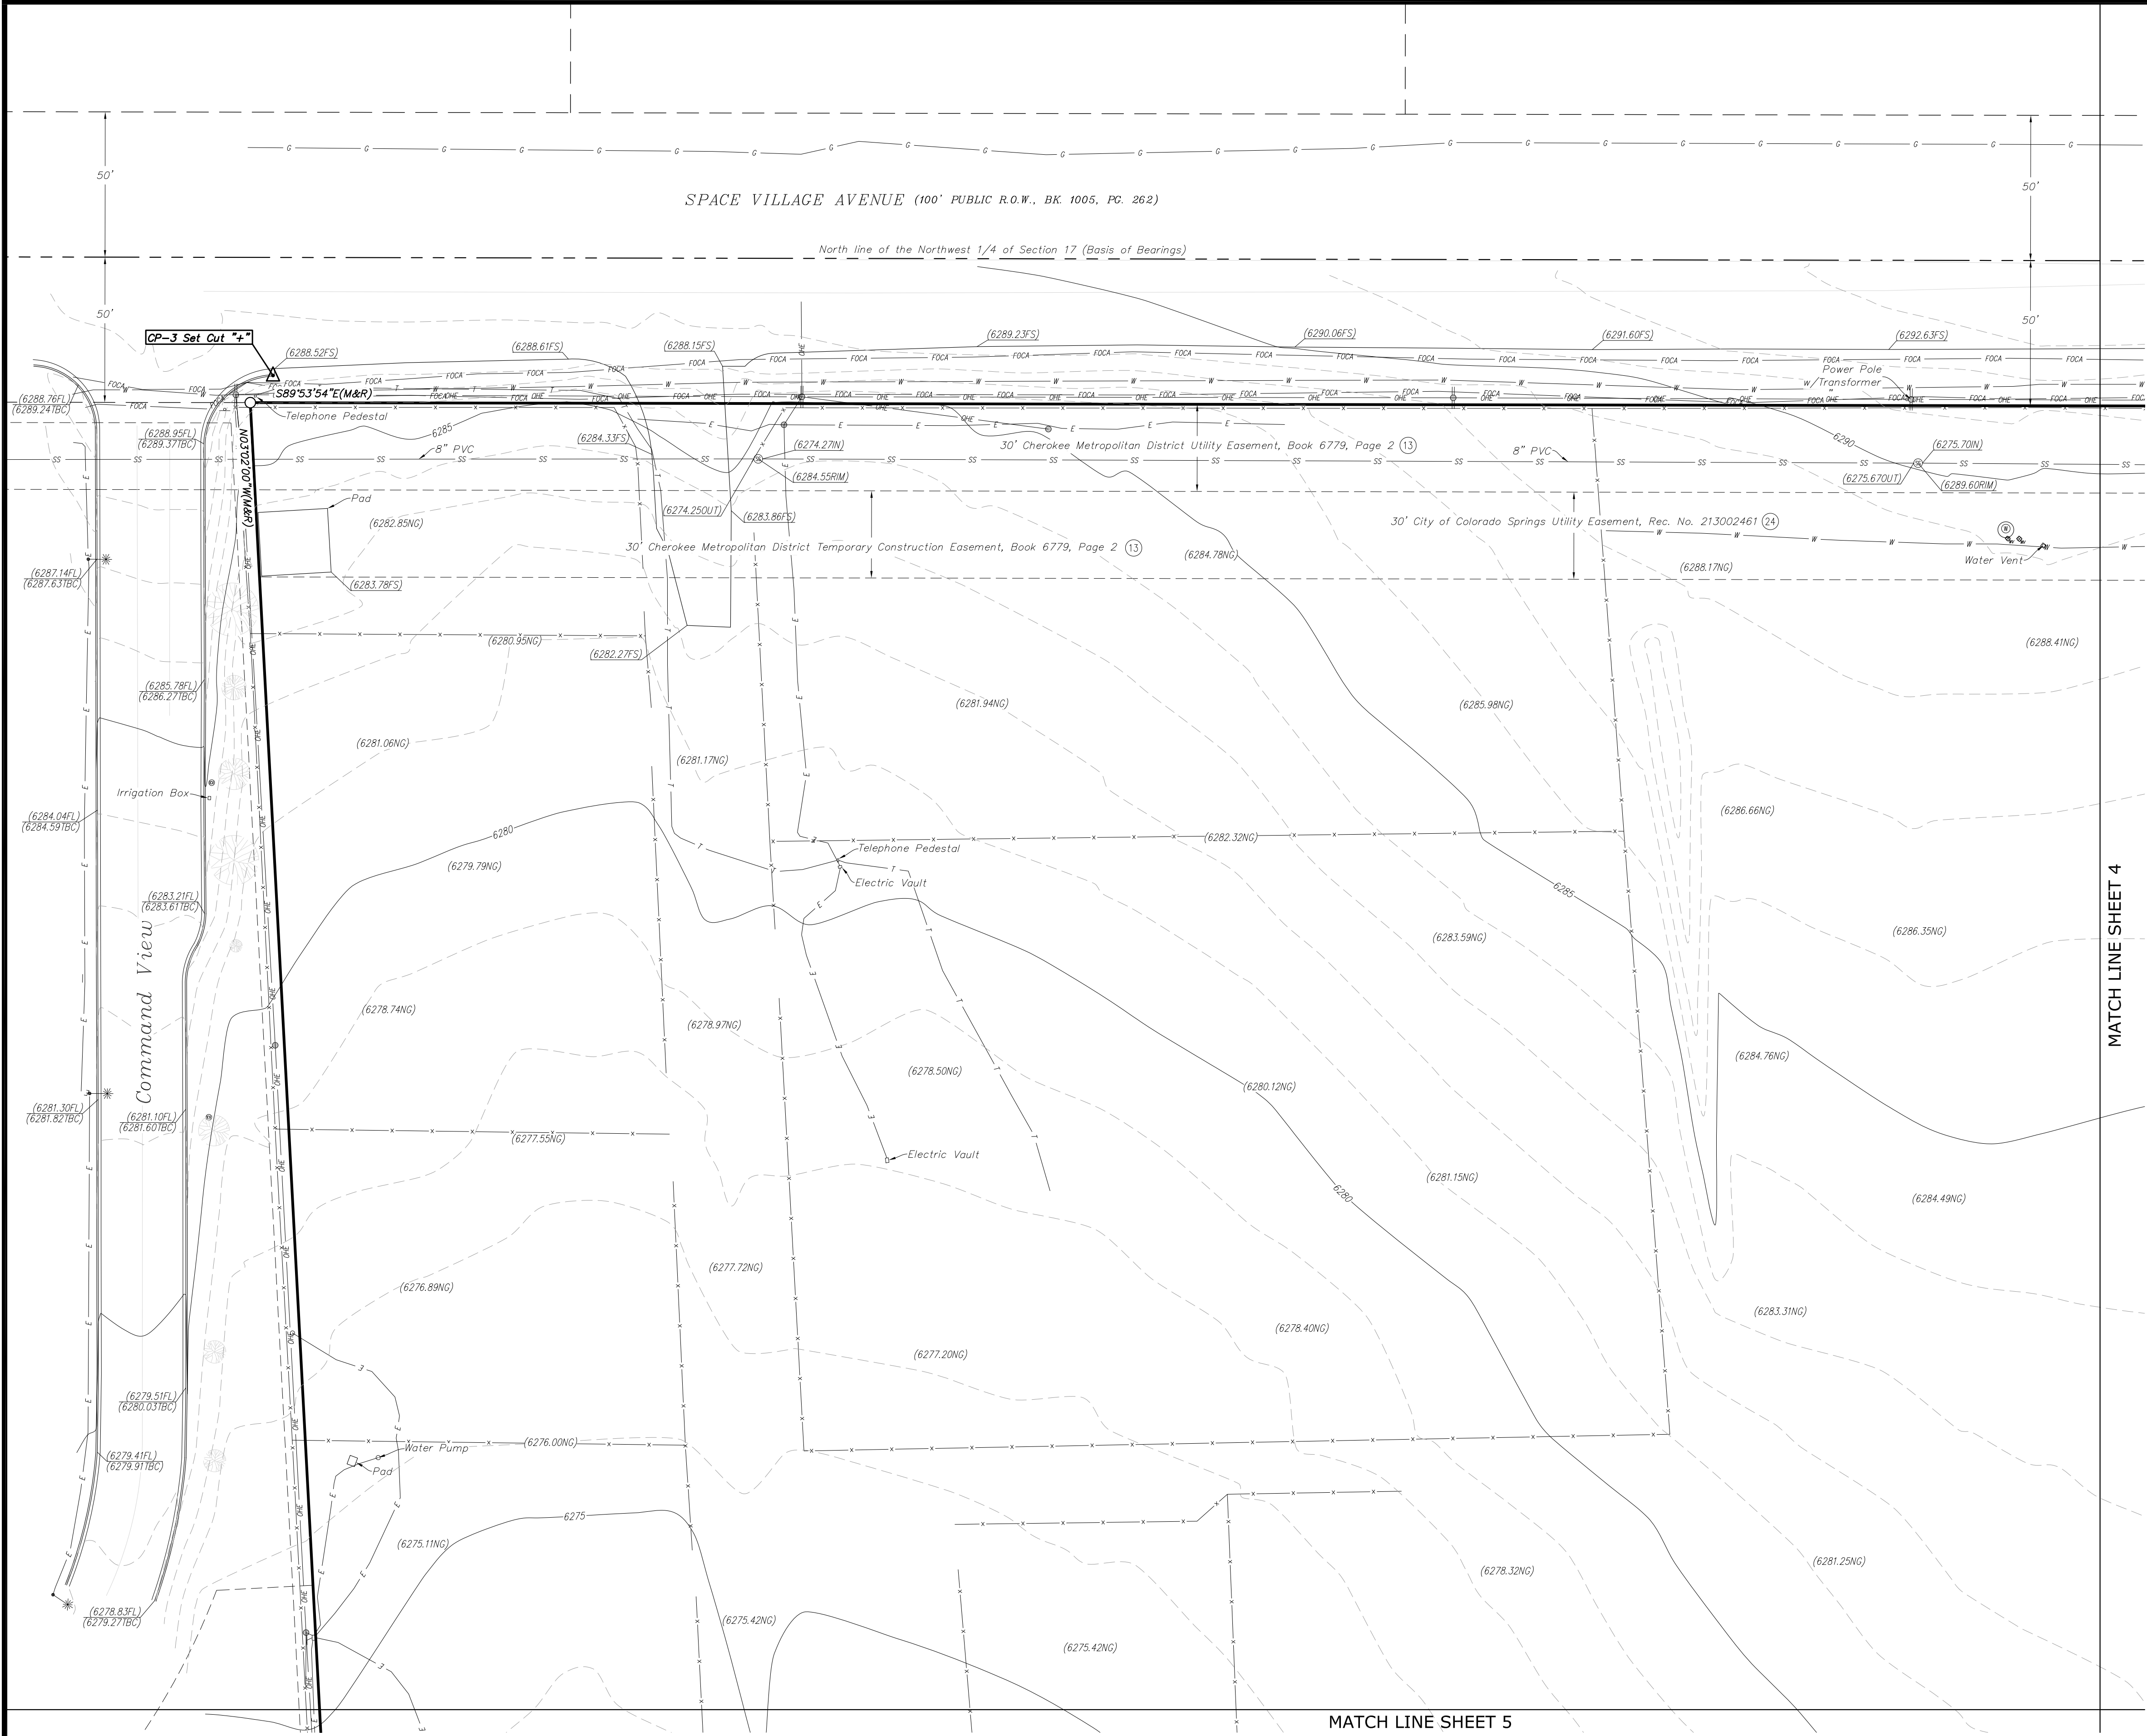 50'
50'
SPACE VILLAGE AVENUE (100' PUBLIC R.O.W., BK. 1005, PG. 262)
North line of the Northwest 1/4 of Section 17 (Basis of Bearings)
50'
50'
CP-3 Set Cut "+"
(6288.52FS)
(6288.61FS)
(6288.15FS)
(6289.23FS)
(6290.06FS)
(6291.60FS)
(6292.63FS)
Power Pole
w/Transformer
(6288.76FL)
(6289.24TBC)
S89°53'54"E(M&R)
Telephone Pedestal
N03°02'00"W(M&R)
(6288.95FL)
(6289.37TBC)
6285
8" PVC
(6284.33FS)
(6274.27IN)
(6284.55RIM)
(6274.25OUT)
(6283.86FS)
30' Cherokee Metropolitan District Utility Easement, Book 6779, Page 2 13
8" PVC
6290
(6275.70IN)
(6275.67OUT)
(6289.60RIM)
Pad
(6282.85NG)
30' City of Colorado Springs Utility Easement, Rec. No. 213002461 24
30' Cherokee Metropolitan District Temporary Construction Easement, Book 6779, Page 2 13
(6284.78NG)
Water Vent
(6288.17NG)
(6287.14FL)
(6287.63TBC)
(6283.78FS)
(6280.95NG)
(6282.27FS)
(6288.41NG)
(6285.78FL)
(6286.27TBC)
(6281.94NG)
(6285.98NG)
(6281.06NG)
(6281.17NG)
Irrigation Box
(6284.04FL)
(6284.59TBC)
6280
(6286.66NG)
(6282.32NG)
Telephone Pedestal
(6279.79NG)
Electric Vault
6285
(6283.21FL)
(6283.61TBC)
(6283.59NG)
(6286.35NG)
Command View
MATCH LINE SHEET 4
(6278.74NG)
(6278.97NG)
(6284.76NG)
(6278.50NG)
(6280.12NG)
(6281.30FL)
(6281.82TBC)
(6281.10FL)
(6281.60TBC)
(6277.55NG)
Electric Vault
(6281.15NG)
6280
(6284.49NG)
(6277.72NG)
(6276.89NG)
(6283.31NG)
(6278.40NG)
(6277.20NG)
(6279.51FL)
(6280.03TBC)
(6279.41FL)
(6279.91TBC)
Water Pump
(6276.00NG)
Pad
6275
(6275.11NG)
(6281.25NG)
(6278.32NG)
(6278.83FL)
(6279.27TBC)
(6275.42NG)
(6275.42NG)
MATCH LINE SHEET 5